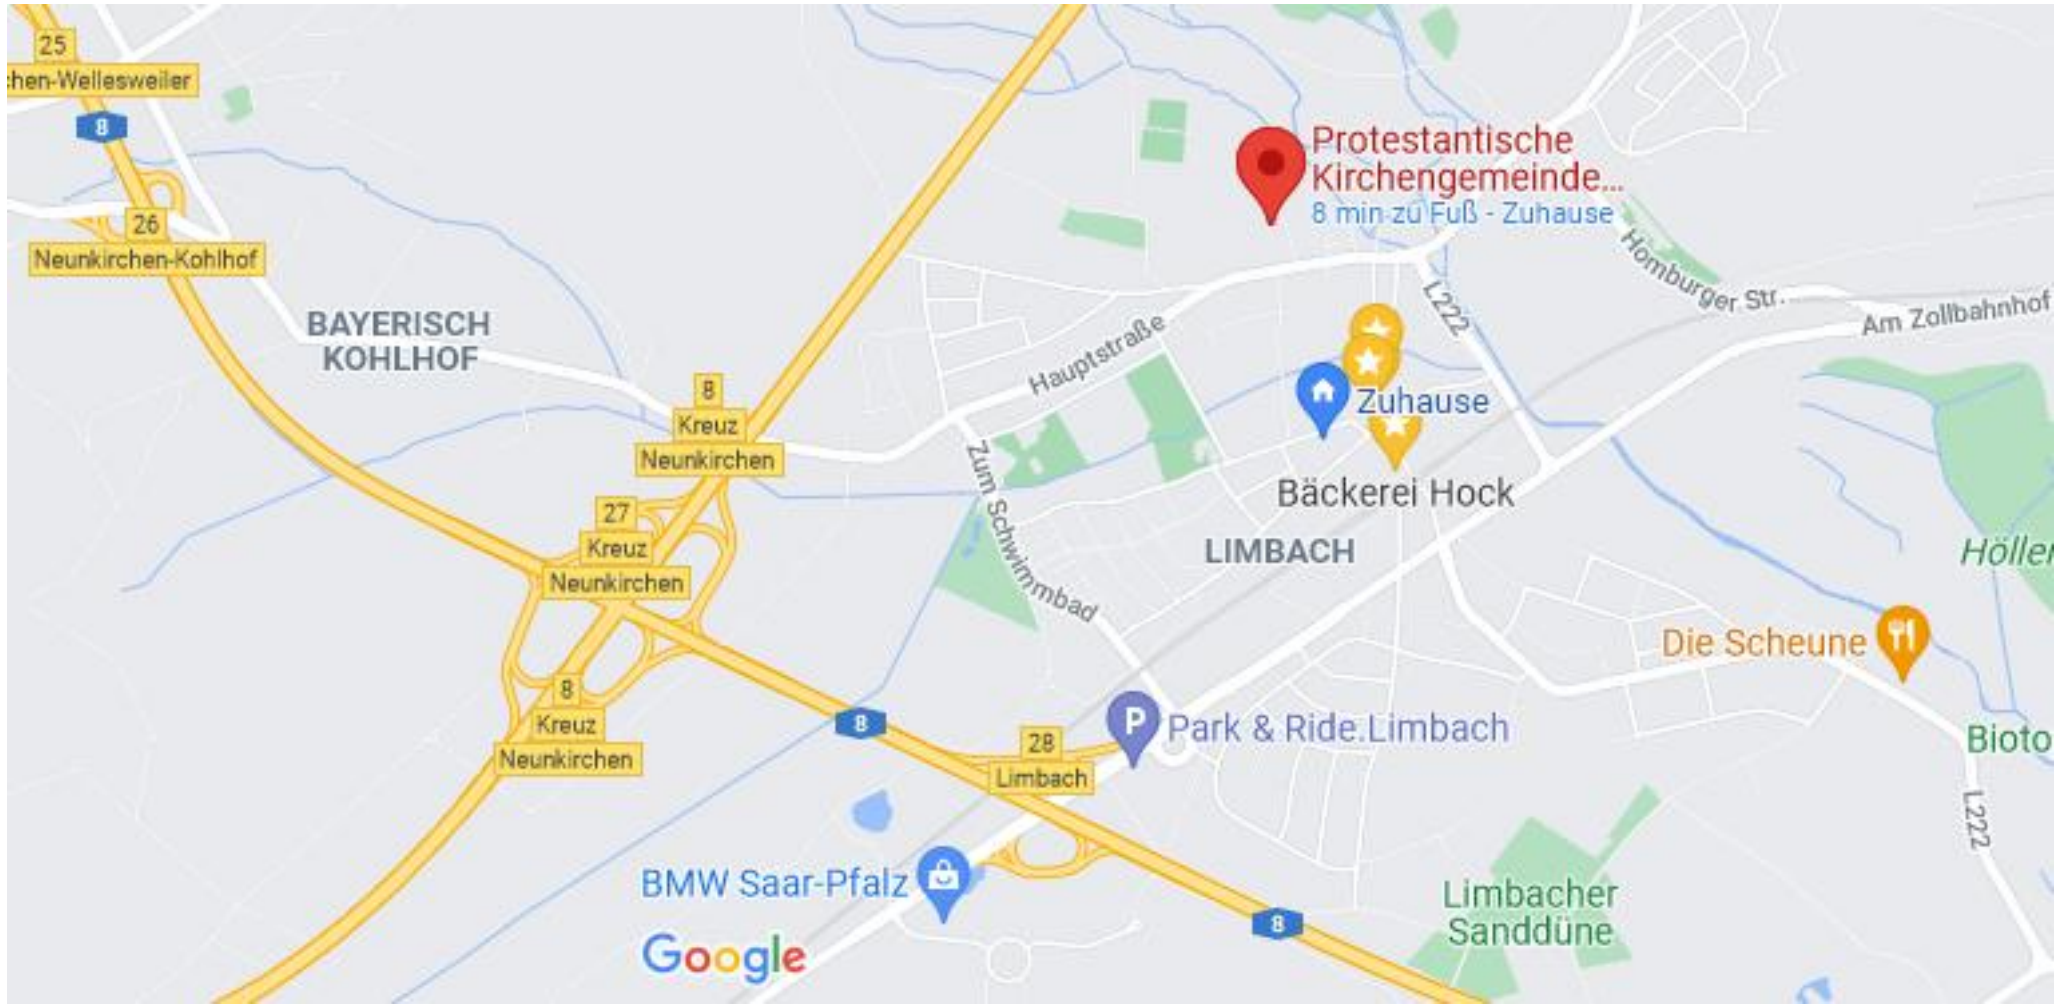 25
chen-Wellesweiler
8
26
Neunkirchen-Kohlhof
BAYERISCH
KOHLHOF
Protestantische
Kirchengemeinde...
8 min zu Fuß - Zuhause
Homburger Str.
L222
Am Zollbahnhof
Hauptstraße
Zuhause
8
Kreuz
Neunkirchen
Zum Schwimmbad
Bäckerei Hock
27
Kreuz
Neunkirchen
LIMBACH
Höller
Die Scheune
8
Kreuz
Neunkirchen
8
P
Park & Ride.Limbach
28
Limbach
Bioto
L222
BMW Saar-Pfalz
Limbacher
Sanddüne
8
Google